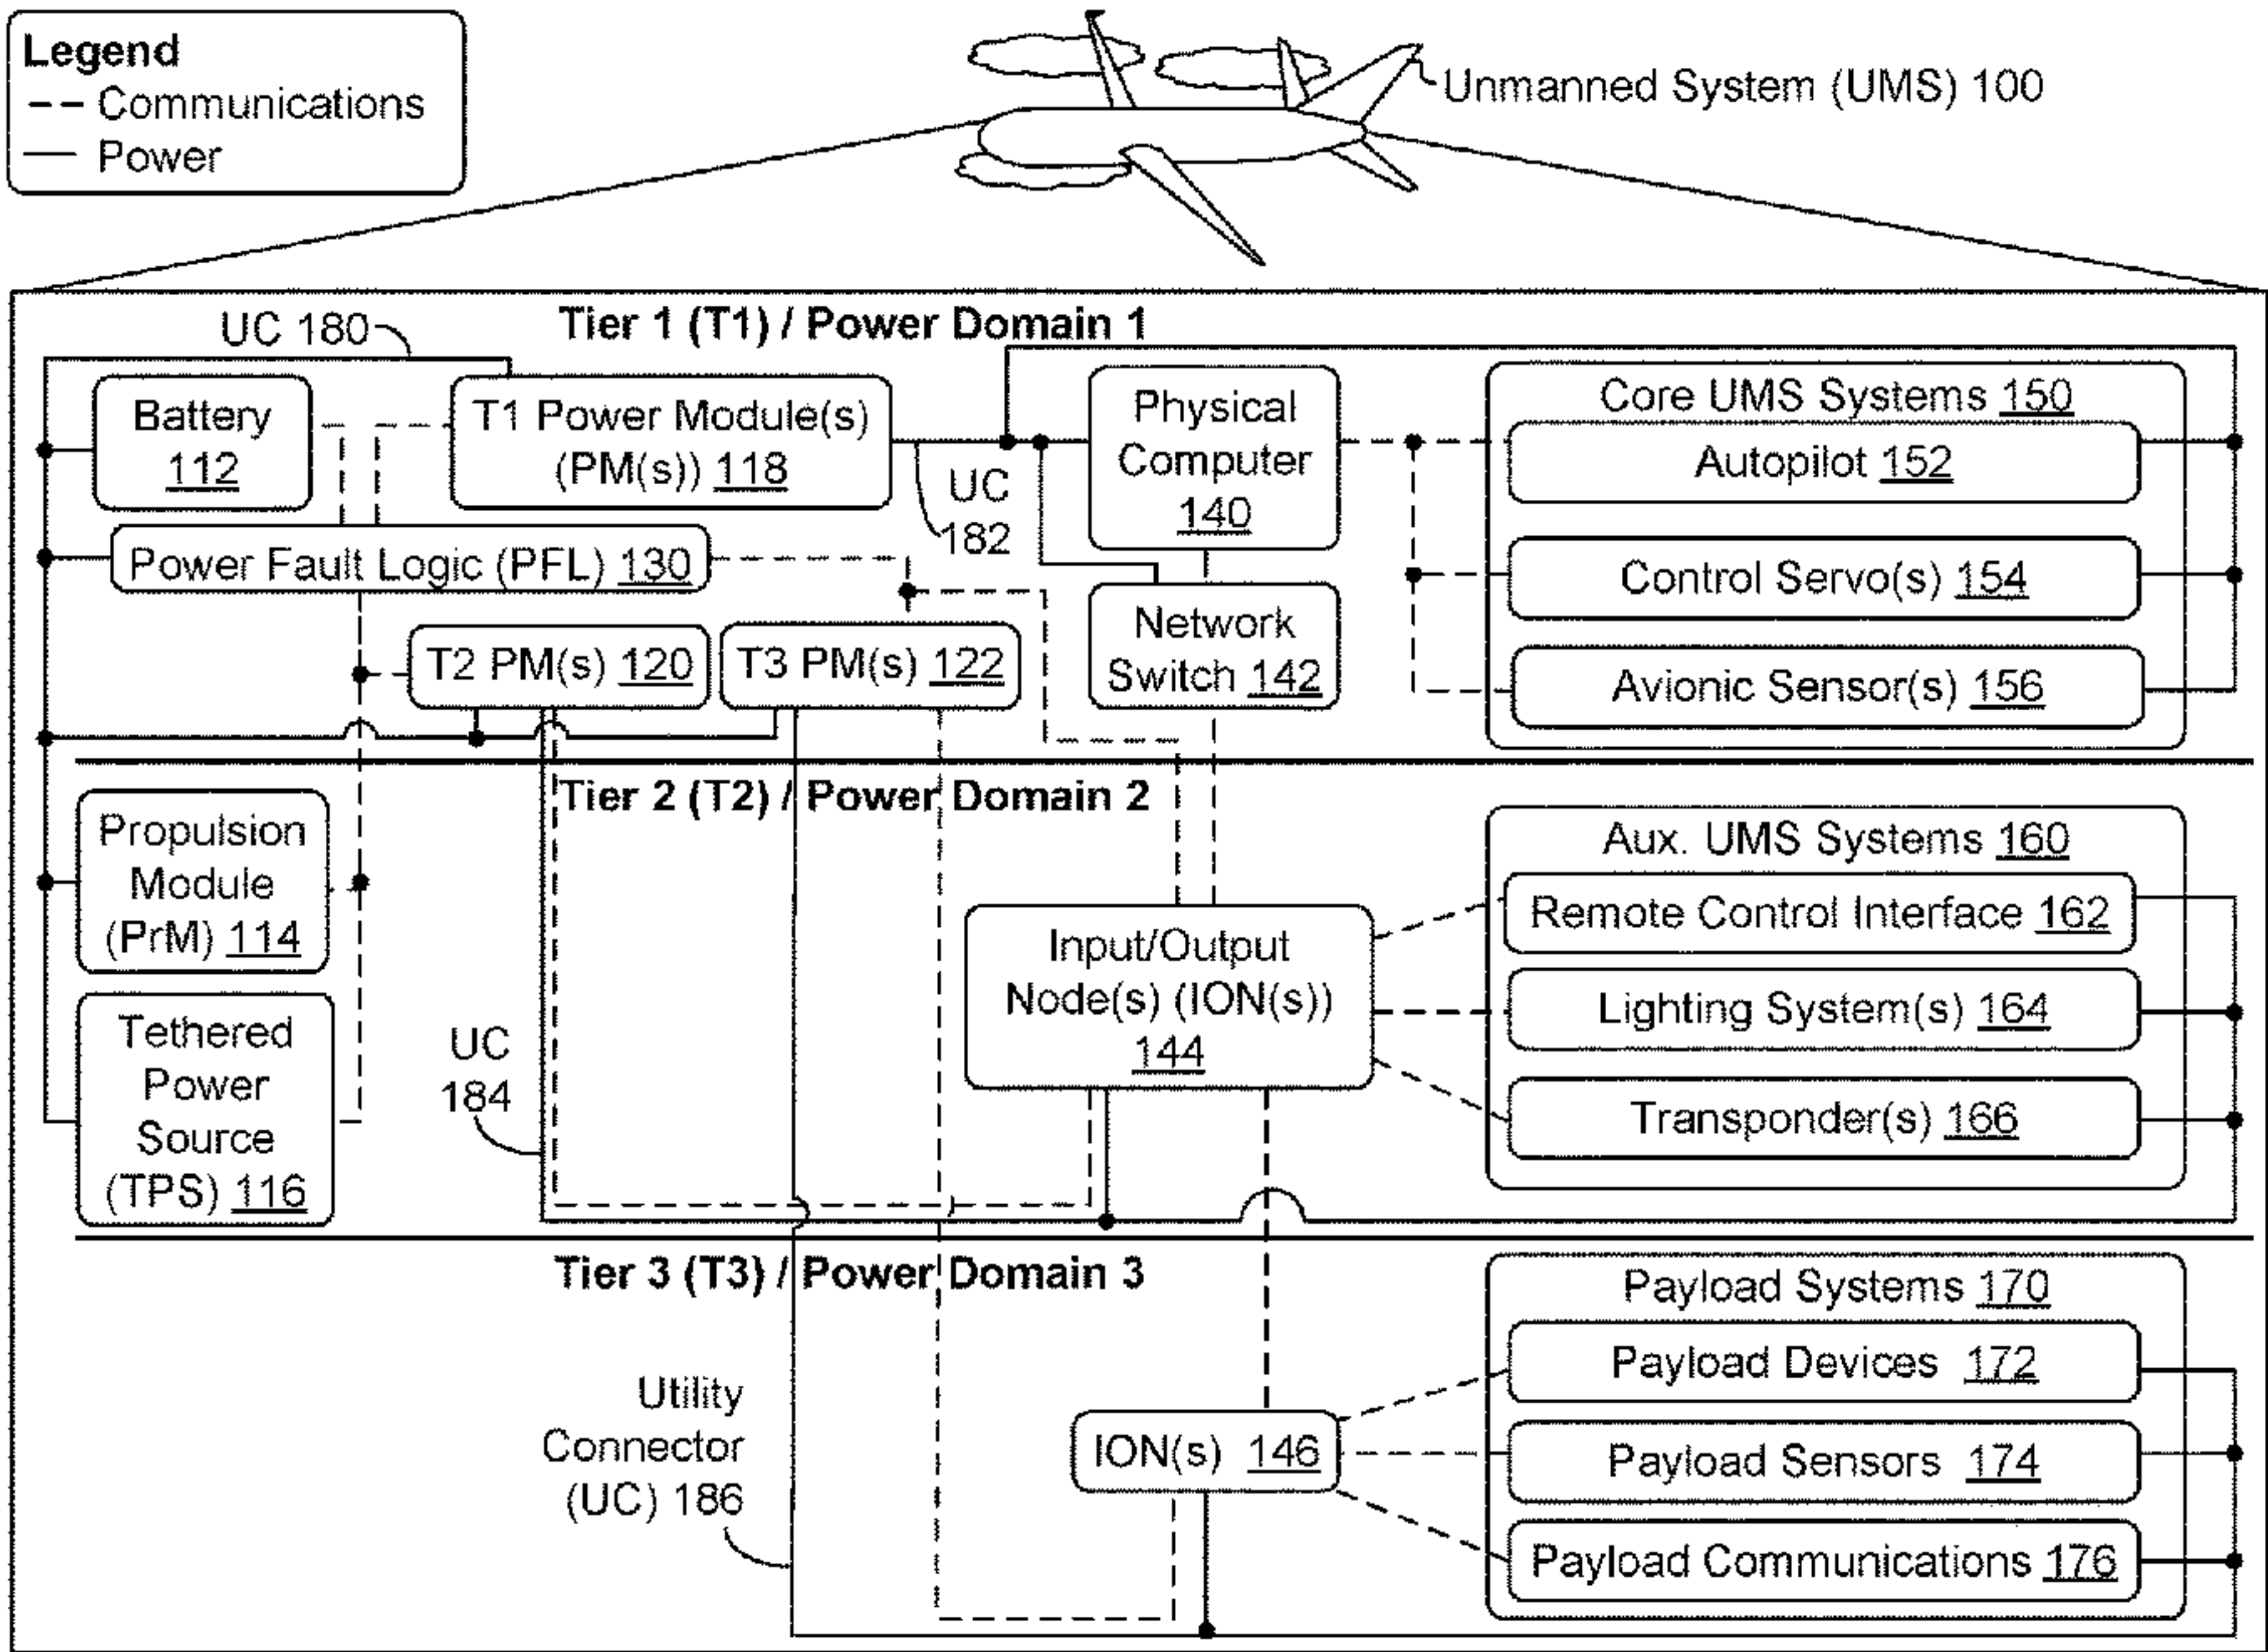 Legend
Communications
Power
Unmanned System (UMS) 100
Tier 1 (T1) / Power Domain 1
UC 180
Battery
112
T1 Power Module(s)
(PM(s)) 118
UC
182
Physical
Computer
140
Core UMS Systems 150
Autopilot 152
Control Servo(s) 154
Avionic Sensor(s) 156
Power Fault Logic (PFL) 130
T2 PM(s) 120
T3 PM(s) 122
Network
Switch 142
Tier 2 (T2) / Power Domain 2
Propulsion
Module
(PrM) 114
Tethered
Power
Source
(TPS) 116
UC
184
Input/Output
Node(s) (ION(s))
144
Aux. UMS Systems 160
Remote Control Interface 162
Lighting System(s) 164
Transponder(s) 166
Tier 3 (T3) / Power Domain 3
Utility
Connector
(UC) 186
ION(s) 146
Payload Systems 170
Payload Devices 172
Payload Sensors 174
Payload Communications 176